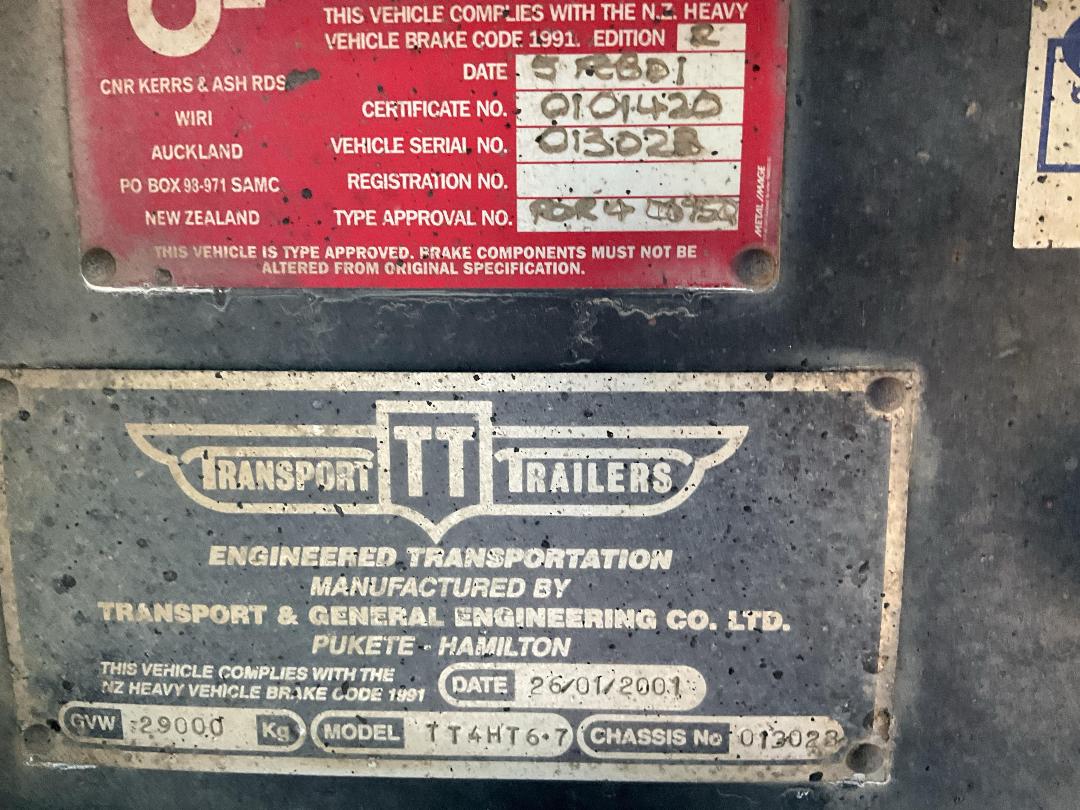 THIS VEHICLE COMPLIES WITH THE N.Z. HEAVY
VEHICLE BRAKE CODE 1991. EDITION 2
CNR KERRS & ASH RDS
WIRI
AUCKLAND
PO BOX 93-971 SAMC
NEW ZEALAND
DATE 5 FEB 01
CERTIFICATE NO. 0101420
VEHICLE SERIAL NO. 013028
REGISTRATION NO.
TYPE APPROVAL NO.
METAL IMAGE
THIS VEHICLE IS TYPE APPROVED. BRAKE COMPONENTS MUST NOT BE
ALTERED FROM ORIGINAL SPECIFICATION.
TRANSPORT TT TRAILERS
ENGINEERED TRANSPORTATION
MANUFACTURED BY
TRANSPORT & GENERAL ENGINEERING CO. LTD.
PUKETE - HAMILTON
THIS VEHICLE COMPLIES WITH THE
NZ HEAVY VEHICLE BRAKE CODE 1991
DATE 26/01/2001
GVW 29000 Kg MODEL TT4HT6.7 CHASSIS No 013028